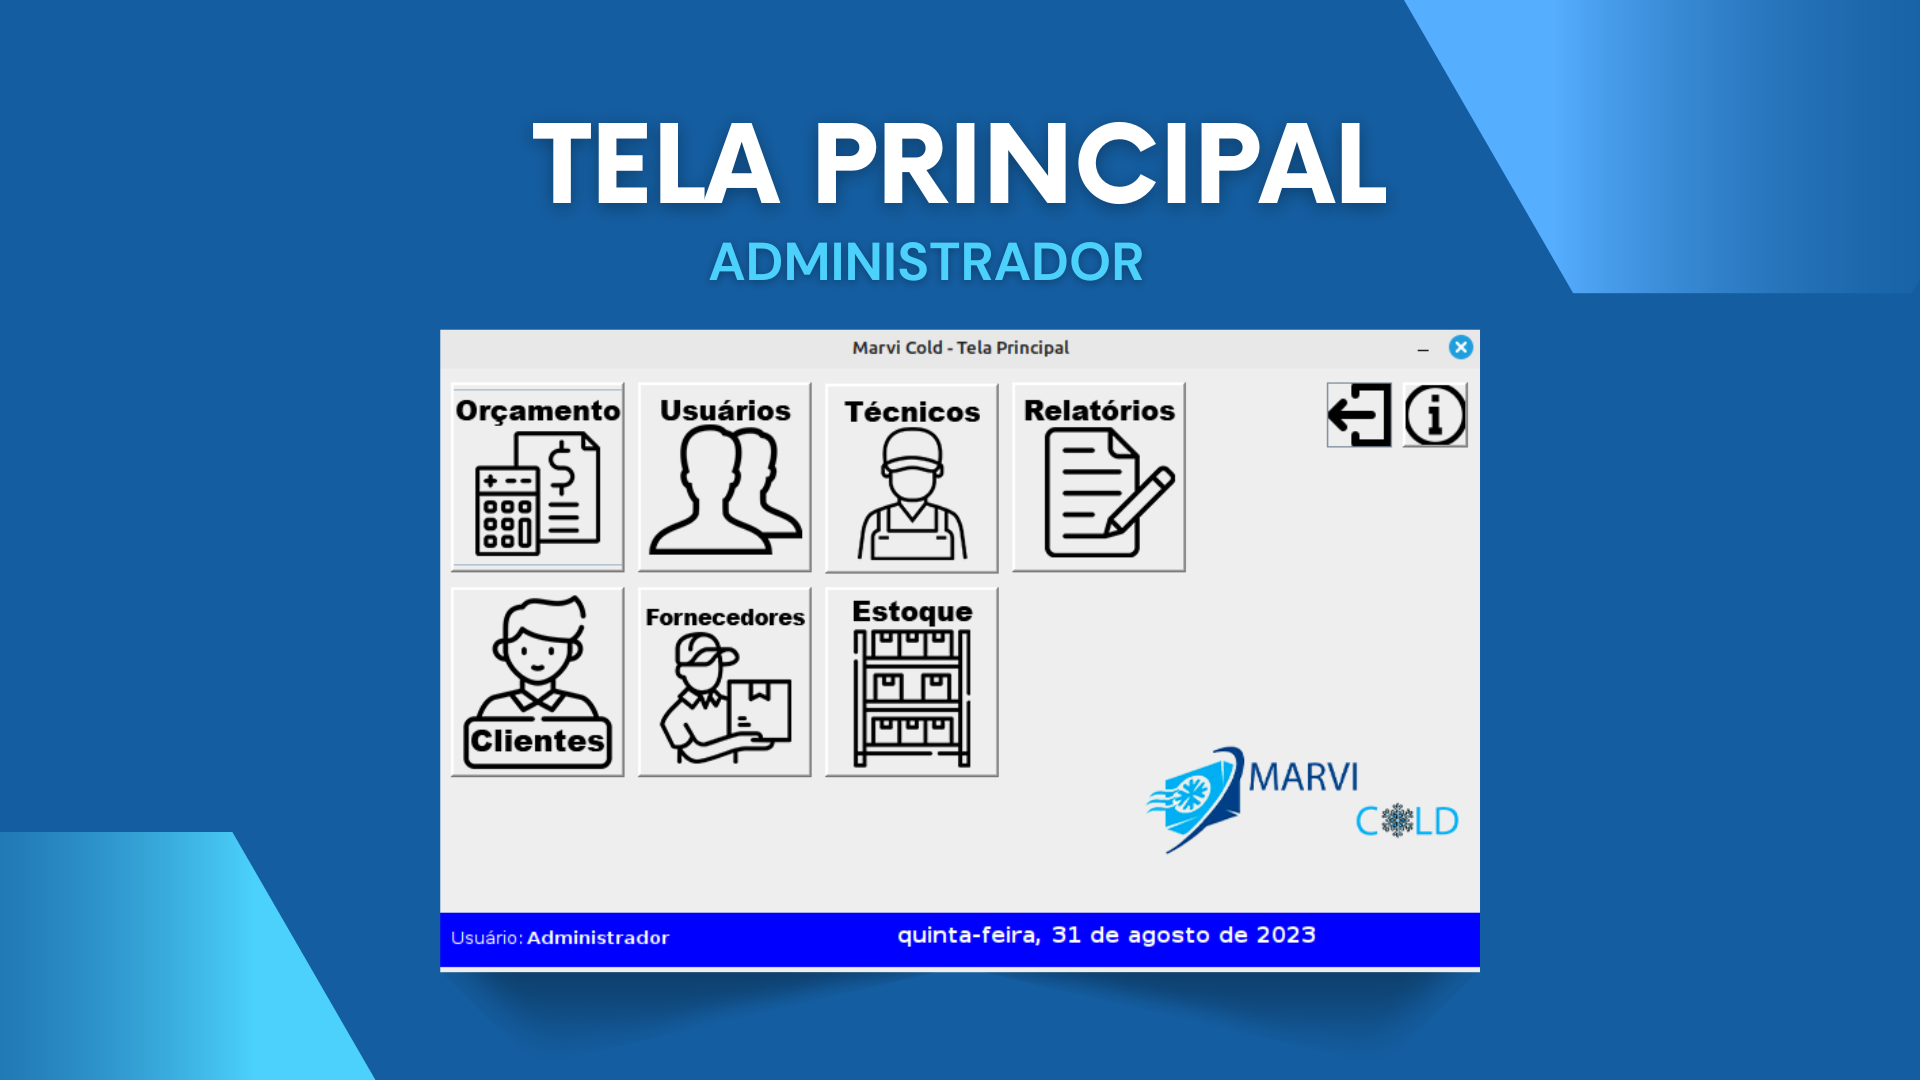 TELA PRINCIPAL
ADMINISTRADOR
Marvi Cold - Tela Principal
Orçamento
Usuários
Técnicos
Relatórios
Clientes
Fornecedores
Estoque
MARVI
COLD
Usuário: Administrador
quinta-feira, 31 de agosto de 2023